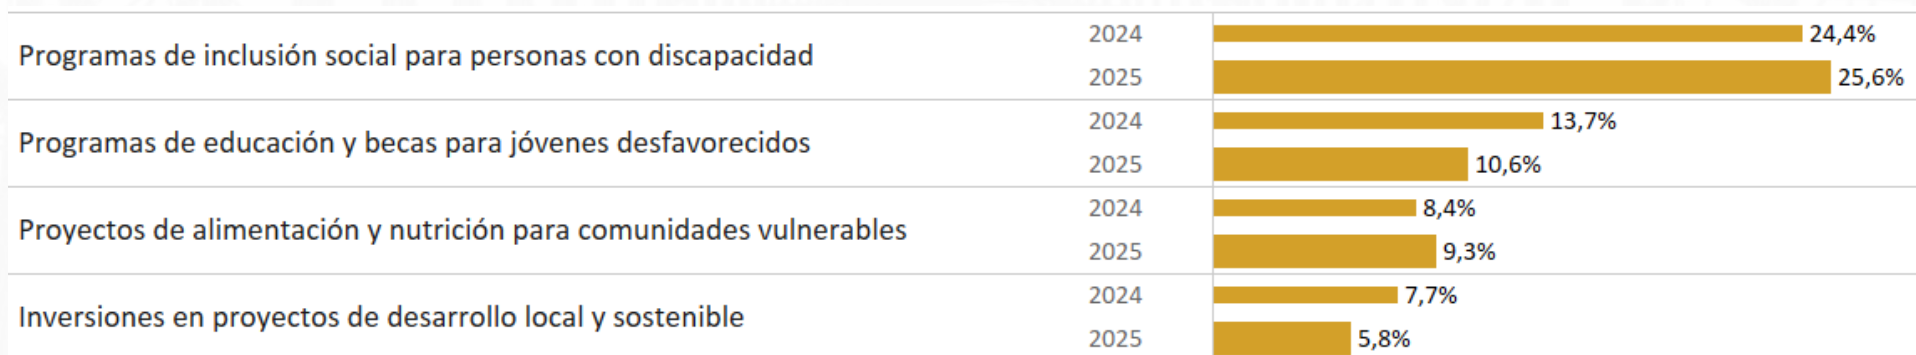 2024 24,4%
Programas de inclusión social para personas con discapacidad
2025 25,6%
2024 13,7%
Programas de educación y becas para jóvenes desfavorecidos
2025 10,6%
2024 8,4%
Proyectos de alimentación y nutrición para comunidades vulnerables
2025 9,3%
2024 7,7%
Inversiones en proyectos de desarrollo local y sostenible
2025 5,8%